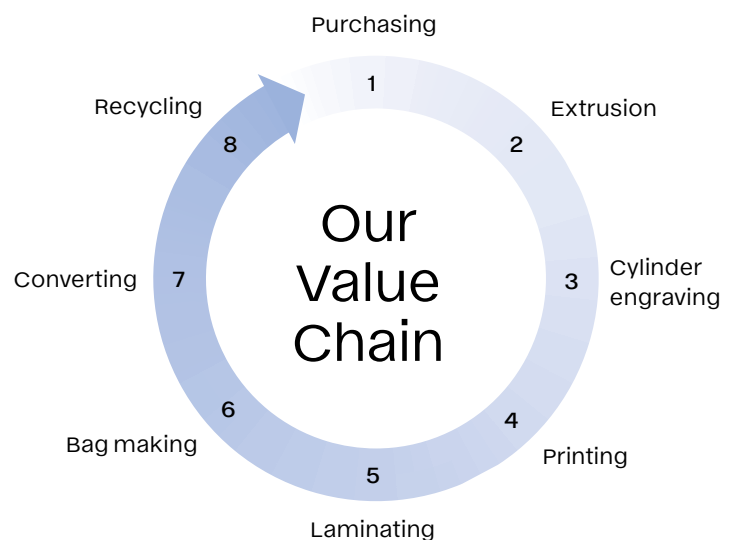 Purchasing
1
Extrusion
2
Cylinder
engraving
3
Printing
4
Laminating
5
Bag making
6
Converting
7
Recycling
8
Our
Value
Chain